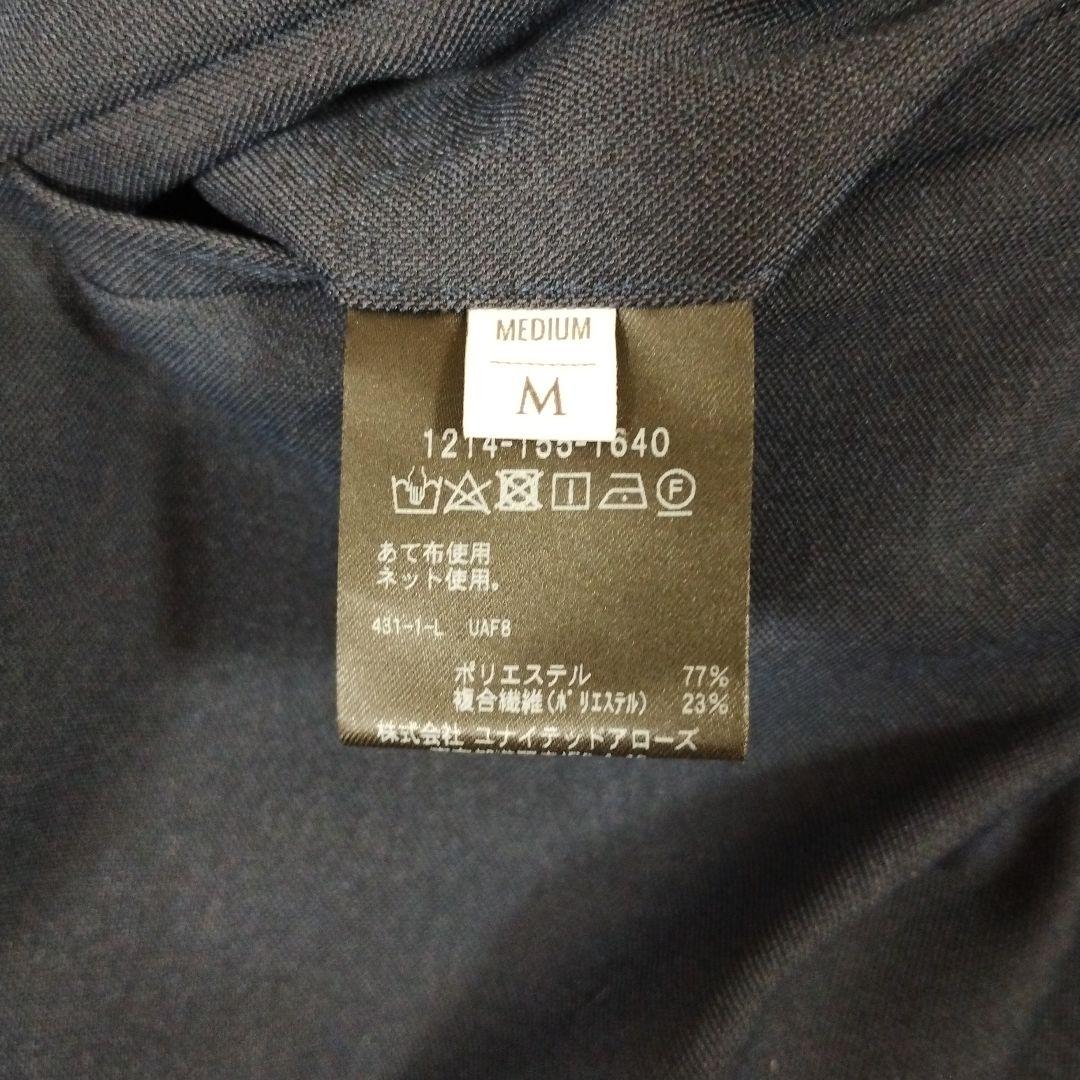 MEDIUM
M
1214-155-1640
F
あて布使用
ネット使用。
431-1-L UAF8
ポリエステル 77%
複合繊維(ポリエステル) 23%
株式会社 ユナイテッドアローズ